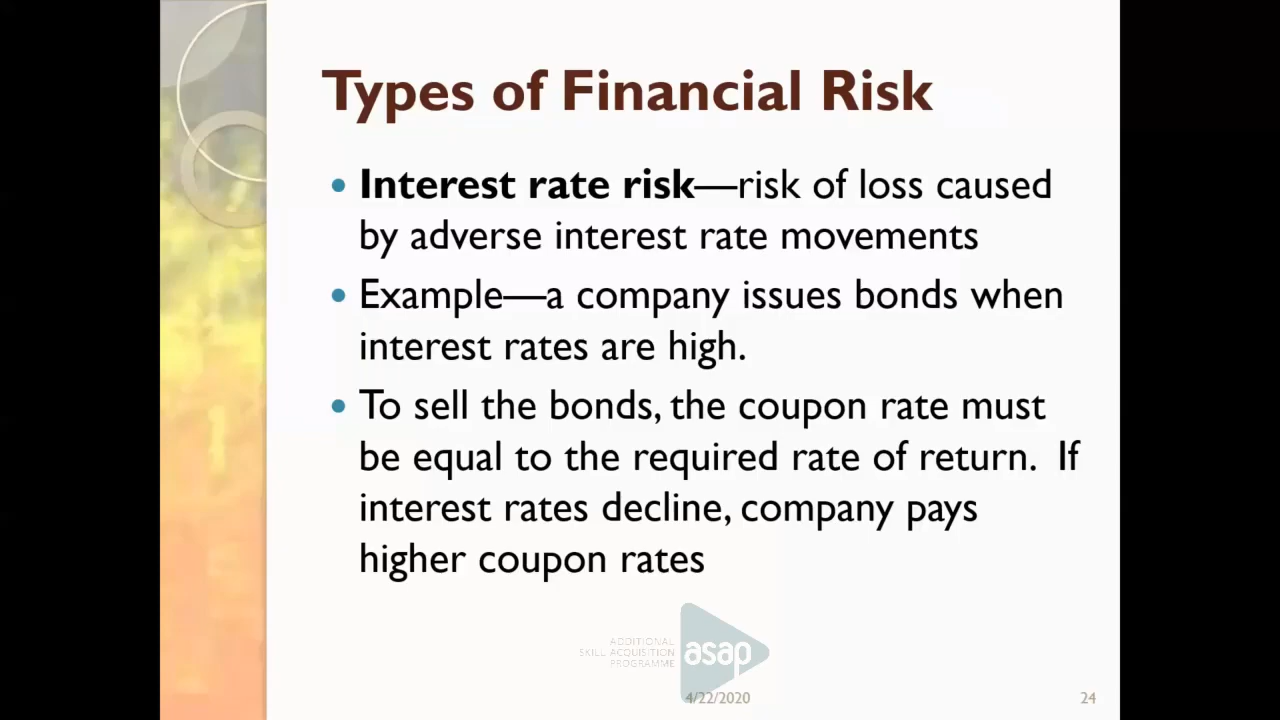 Types of Financial Risk
• Interest rate risk—risk of loss caused
by adverse interest rate movements
• Example—a company issues bonds when
interest rates are high.
• To sell the bonds, the coupon rate must
be equal to the required rate of return.  If
interest rates decline, company pays
higher coupon rates
ADDITIONAL
SKILL ACQUISITION
PROGRAMME
asap
4/22/2020
24